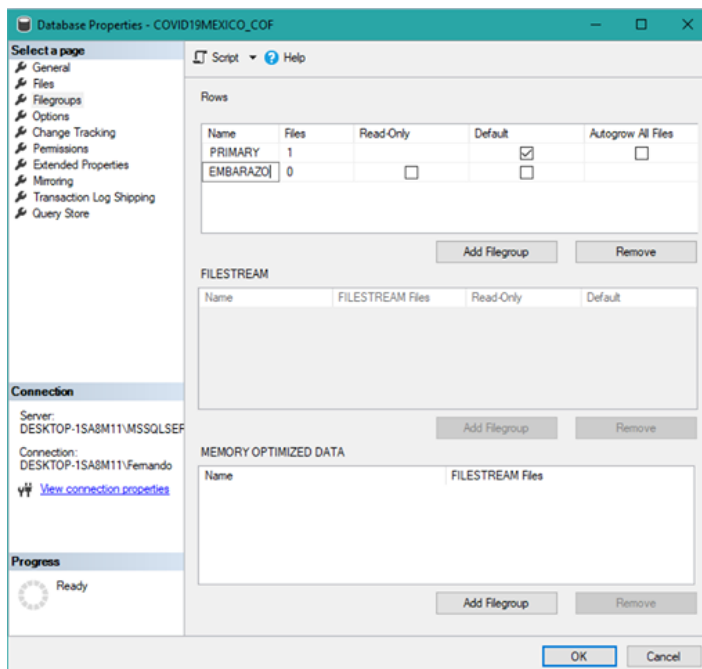 Database Properties - COVID19MEXICO_COF
Select a page
General
Files
Filegroups
Options
Change Tracking
Permissions
Extended Properties
Mirroring
Transaction Log Shipping
Query Store
Connection
Server:
DESKTOP-1SA8M11\MSSQLSER
Connection:
DESKTOP-1SA8M11\Fernando
View connection properties
Progress
Ready
Script Help
Rows
Name Files Read-Only Default Autogrow All Files
PRIMARY 1
EMBARAZO 0
Add Filegroup Remove
FILESTREAM
Name FILESTREAM Files Read-Only Default
Add Filegroup Remove
MEMORY OPTIMIZED DATA
Name FILESTREAM Files
Add Filegroup Remove
OK Cancel